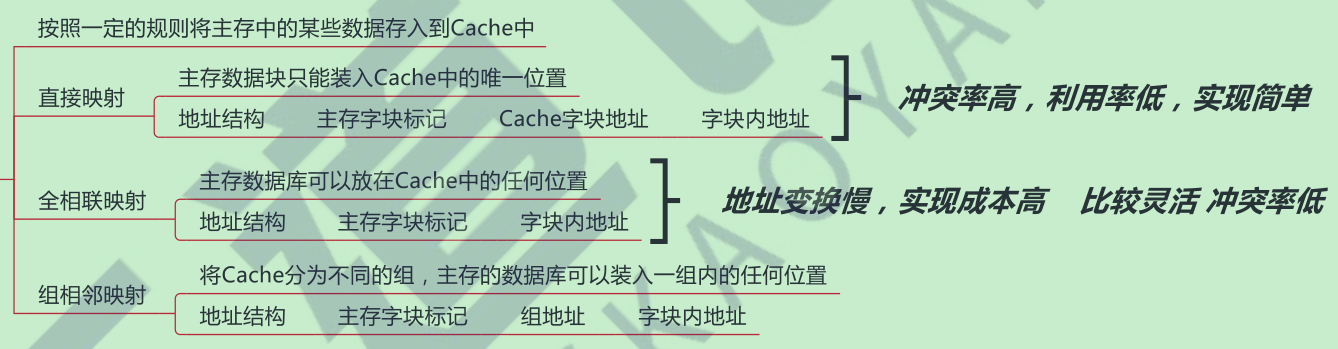 按照一定的规则将主存中的某些数据存入到Cache中
直接映射
主存数据块只能装入Cache中的唯一位置
地址结构 主存字块标记 Cache字块地址 字块内地址
冲突率高，利用率低，实现简单
全相联映射
主存数据库可以放在Cache中的任何位置
地址结构 主存字块标记 字块内地址
地址变换慢，实现成本高 比较灵活 冲突率低
组相邻映射
将Cache分为不同的组，主存的数据库可以装入一组内的任何位置
地址结构 主存字块标记 组地址 字块内地址
KAOYA